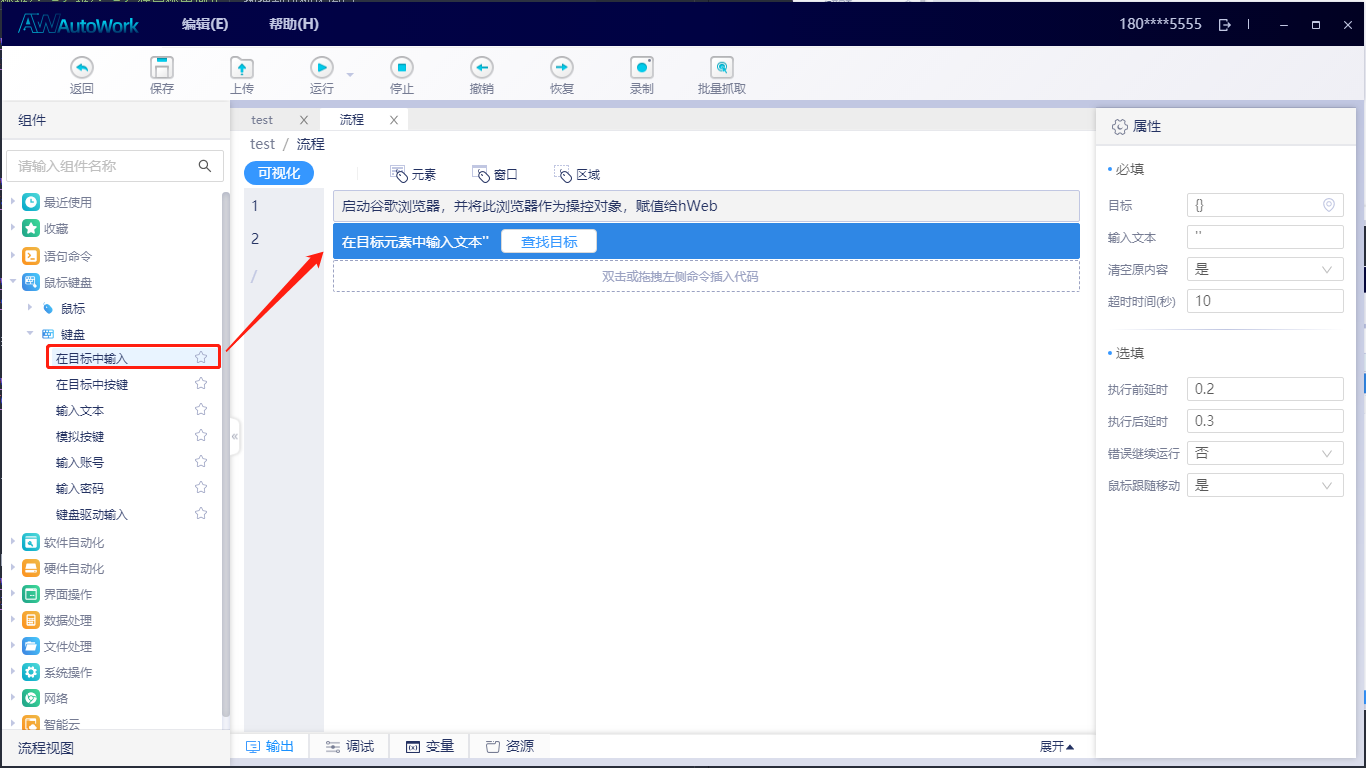 AWAutoWork 编辑(E) 帮助(H) 180****5555
返回 保存 上传 运行 停止 撤销 恢复 录制 批量抓取
组件
请输入组件名称
最近使用
收藏
语句命令
鼠标键盘
鼠标
键盘
在目标中输入
在目标中按键
输入文本
模拟按键
输入账号
输入密码
键盘驱动输入
软件自动化
硬件自动化
界面操作
数据处理
文件处理
系统操作
网络
智能云
流程视图
test 流程
test / 流程
可视化 元素 窗口 区域
1 启动谷歌浏览器，并将此浏览器作为操控对象，赋值给hWeb
2 在目标元素中输入文本'' 查找目标
/ 双击或拖拽左侧命令插入代码
输出 调试 变量 资源 展开
属性
必填
目标 {}
输入文本 ''
清空原内容 是
超时时间(秒) 10
选填
执行前延时 0.2
执行后延时 0.3
错误继续运行 否
鼠标跟随移动 是